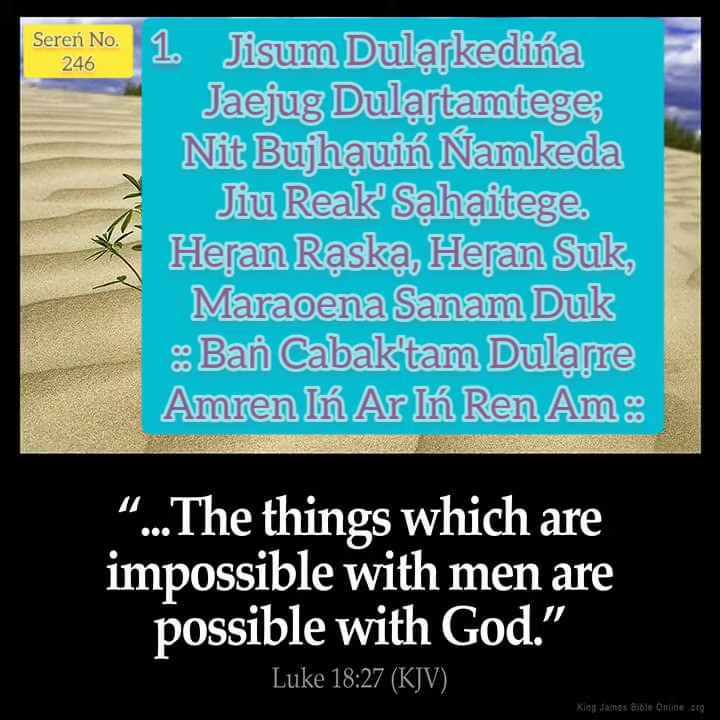 Sereń No.
246
1. Jisum Dulạṛkedińa
Jaejug Dulạṛtamtege;
Nit Bujhạuiń Ńamkeda
Jiu Reak' Sạhạitege.
Heṛan Rạskạ, Heṛan Suk,
Maraoena Sanam Duk
:: Baṅ Cabak'tam Dulạṛre
Amren Iń Ar Iń Ren Am ::
“...The things which are
impossible with men are
possible with God.”
Luke 18:27 (KJV)
King James Bible Online .org